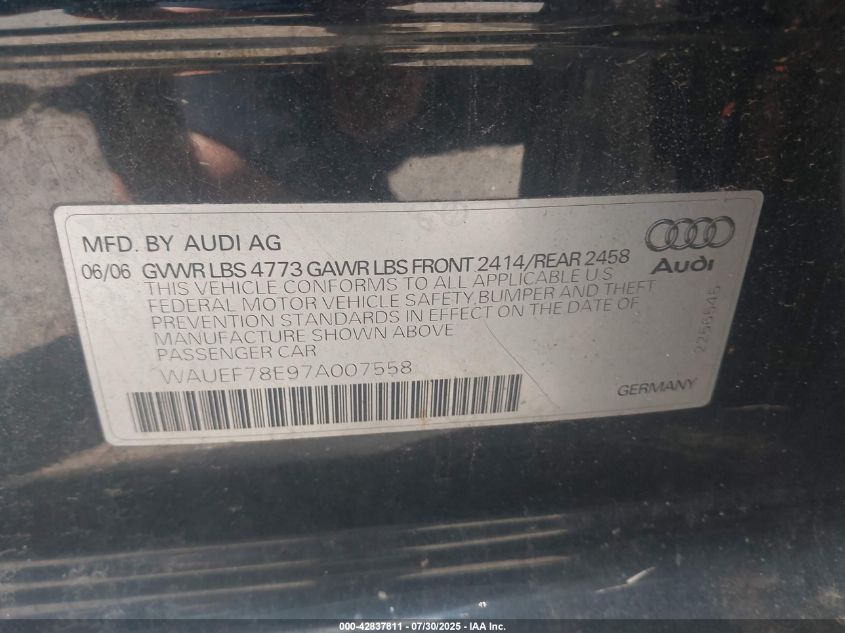 MFD. BY AUDI AG
06/06 GVWR LBS 4773 GAWR LBS FRONT 2414/REAR 2458
THIS VEHICLE CONFORMS TO ALL APPLICABLE U.S
FEDERAL MOTOR VEHICLE SAFETY, BUMPER AND THEFT
PREVENTION STANDARDS IN EFFECT ON THE DATE OF
MANUFACTURE SHOWN ABOVE
PASSENGER CAR
WAUEF78E97A007558
Audi
2256545
GERMANY
000-42837811 - 07/30/2025 - IAA Inc.